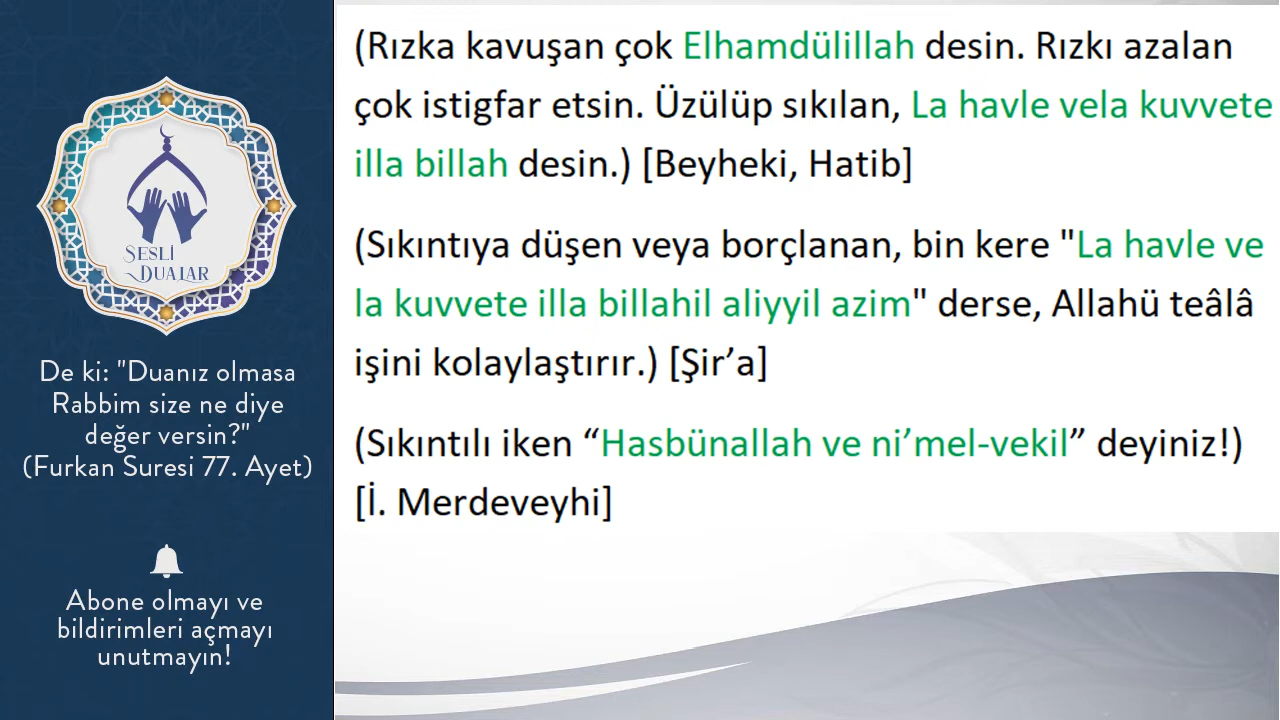 SESLİ
DUALAR
De ki: "Duanız olmasa
Rabbim size ne diye
değer versin?"
(Furkan Suresi 77. Ayet)
Abone olmayı ve
bildirimleri açmayı
unutmayın!
(Rızka kavuşan çok Elhamdülillah desin. Rızkı azalan
çok istigfar etsin. Üzülüp sıkılan, La havle vela kuvvete
illa billah desin.) [Beyheki, Hatib]
(Sıkıntıya düşen veya borçlanan, bin kere "La havle ve
la kuvvete illa billahil aliyyil azim" derse, Allahü teâlâ
işini kolaylaştırır.) [Şir’a]
(Sıkıntılı iken “Hasbünallah ve ni’mel-vekil” deyiniz!)
[İ. Merdeveyhi]